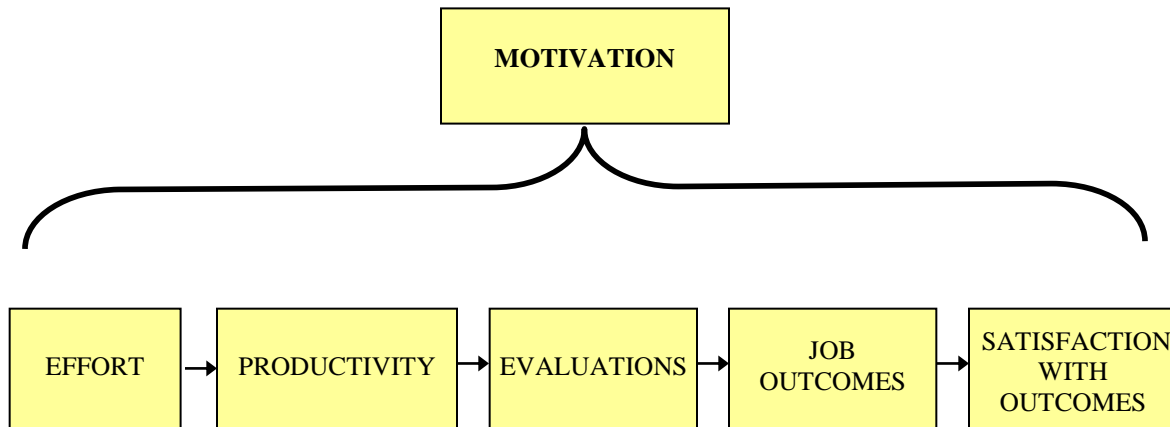 MOTIVATION
EFFORT
PRODUCTIVITY
EVALUATIONS
JOB
OUTCOMES
SATISFACTION
WITH
OUTCOMES